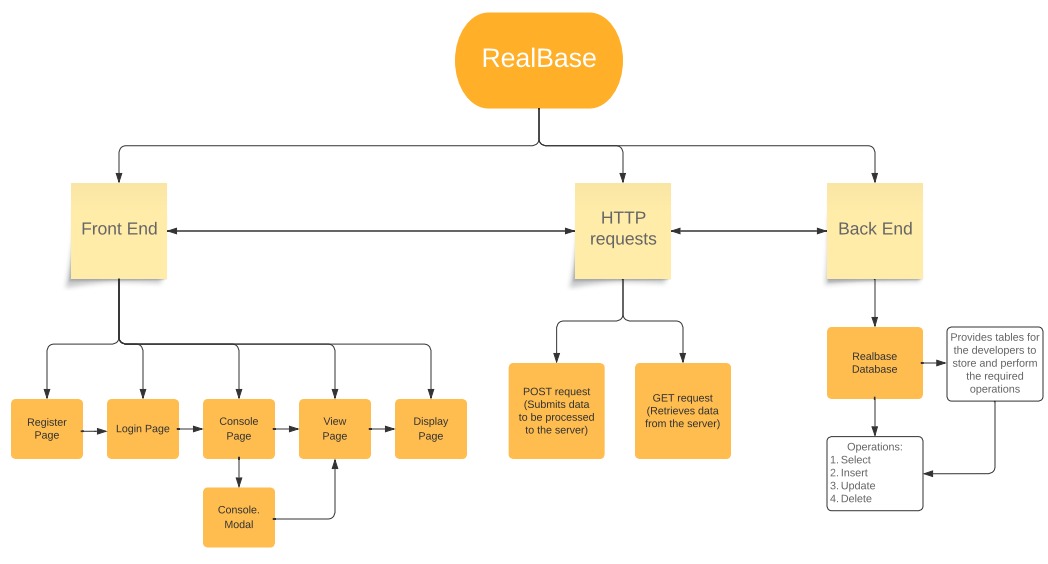 RealBase
Front End
HTTP
requests
Back End
Realbase
Database
Provides tables for
the developers to
store and perform
the required
operations
POST request
(Submits data
to be processed
to the server)
GET request
(Retrieves data
from the server)
Register
Page
Login Page
Console
Page
View
Page
Display
Page
Operations:
1. Select
2. Insert
3. Update
4. Delete
Console.
Modal